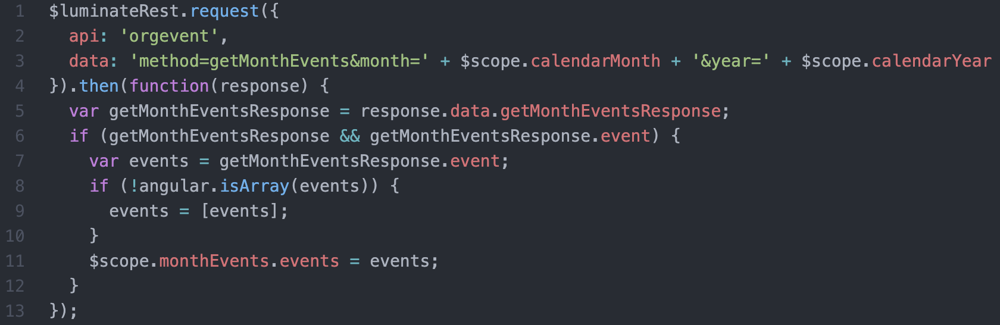 1 $luminateRest.request({
2   api: 'orgevent',
3   data: 'method=getMonthEvents&month=' + $scope.calendarMonth + '&year=' + $scope.calendarYear
4 }).then(function(response) {
5   var getMonthEventsResponse = response.data.getMonthEventsResponse;
6   if (getMonthEventsResponse && getMonthEventsResponse.event) {
7     var events = getMonthEventsResponse.event;
8     if (!angular.isArray(events)) {
9       events = [events];
10     }
11     $scope.monthEvents.events = events;
12   }
13 });